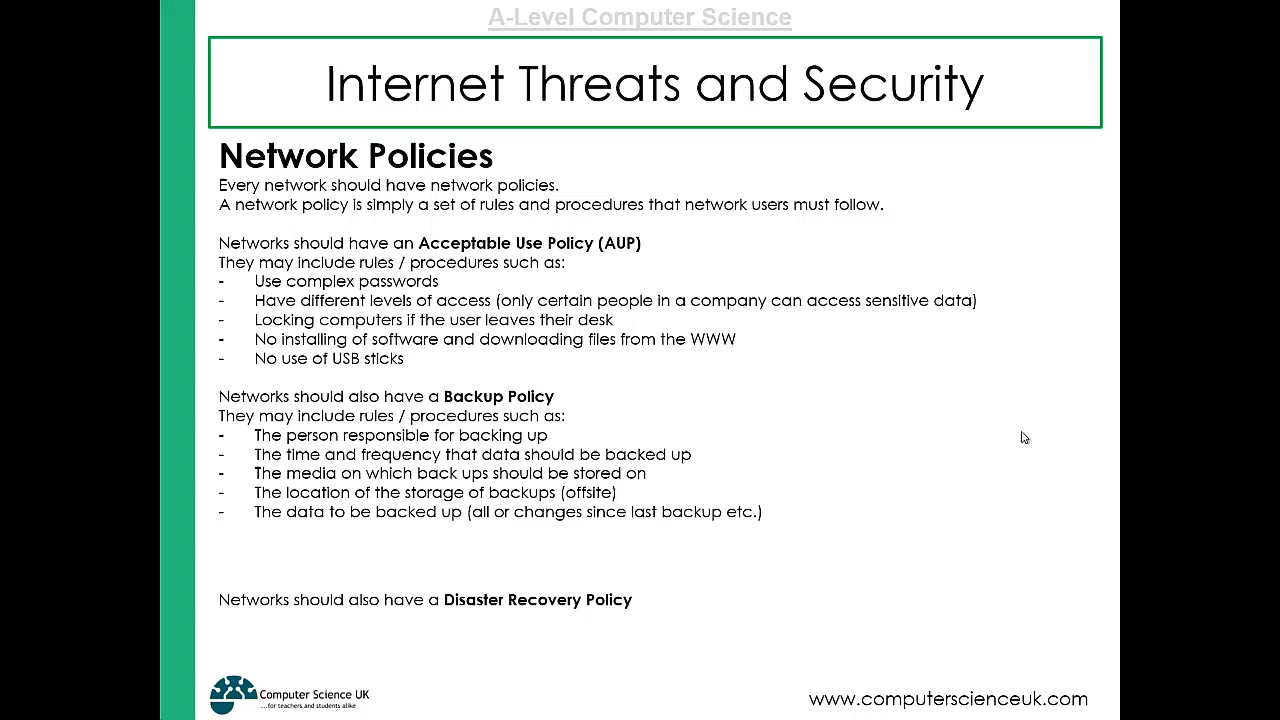 A-Level Computer Science
Internet Threats and Security
Network Policies
Every network should have network policies.
A network policy is simply a set of rules and procedures that network users must follow.
Networks should have an Acceptable Use Policy (AUP)
They may include rules / procedures such as:
- Use complex passwords
- Have different levels of access (only certain people in a company can access sensitive data)
- Locking computers if the user leaves their desk
- No installing of software and downloading files from the WWW
- No use of USB sticks
Networks should also have a Backup Policy
They may include rules / procedures such as:
- The person responsible for backing up
- The time and frequency that data should be backed up
- The media on which back ups should be stored on
- The location of the storage of backups (offsite)
- The data to be backed up (all or changes since last backup etc.)
Networks should also have a Disaster Recovery Policy
Computer Science UK
....for teachers and students alike
www.computerscienceuk.com